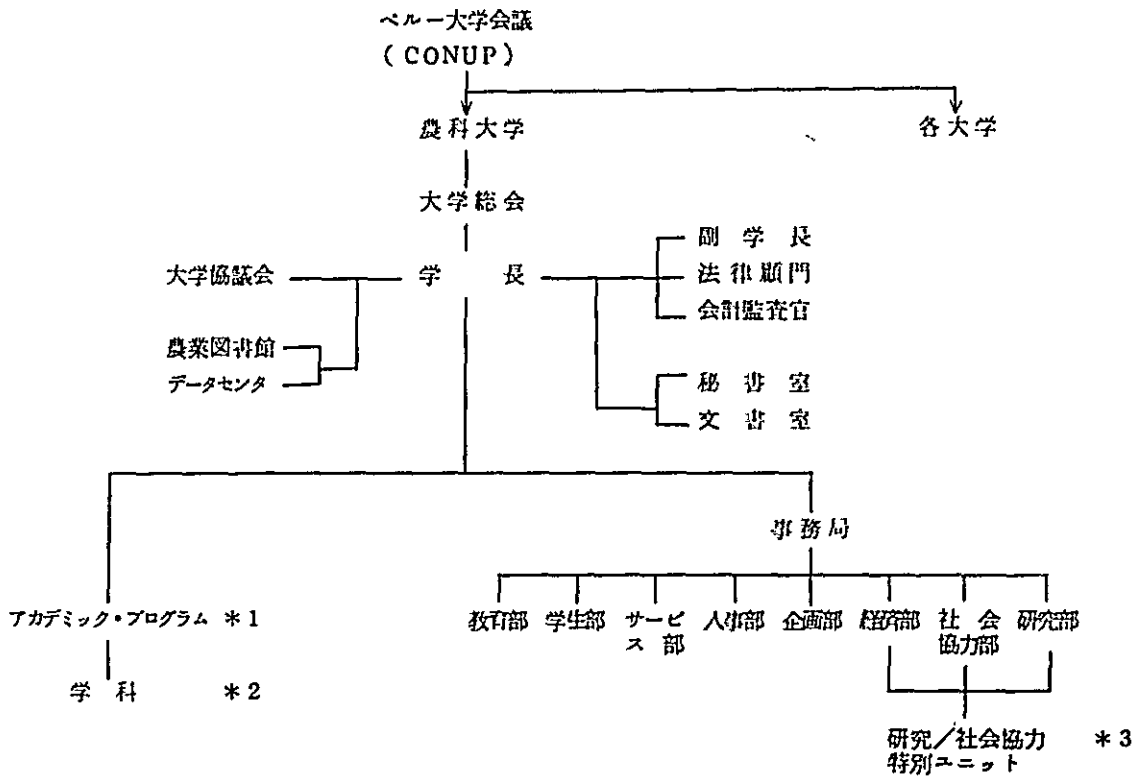 ペルー大学会議
(CONUP)
農科大学
各大学
大学総会
副学長
大学協議会
学長
法律顧問
会計監査官
農業図書館
データセンタ
秘書室
文書室
事務局
アカデミック・プログラム *1
教育部 学生部 サービス部 人事部 企画部 経済部 社会協力部 研究部
学科 *2
研究/社会協力 *3
特別ユニット